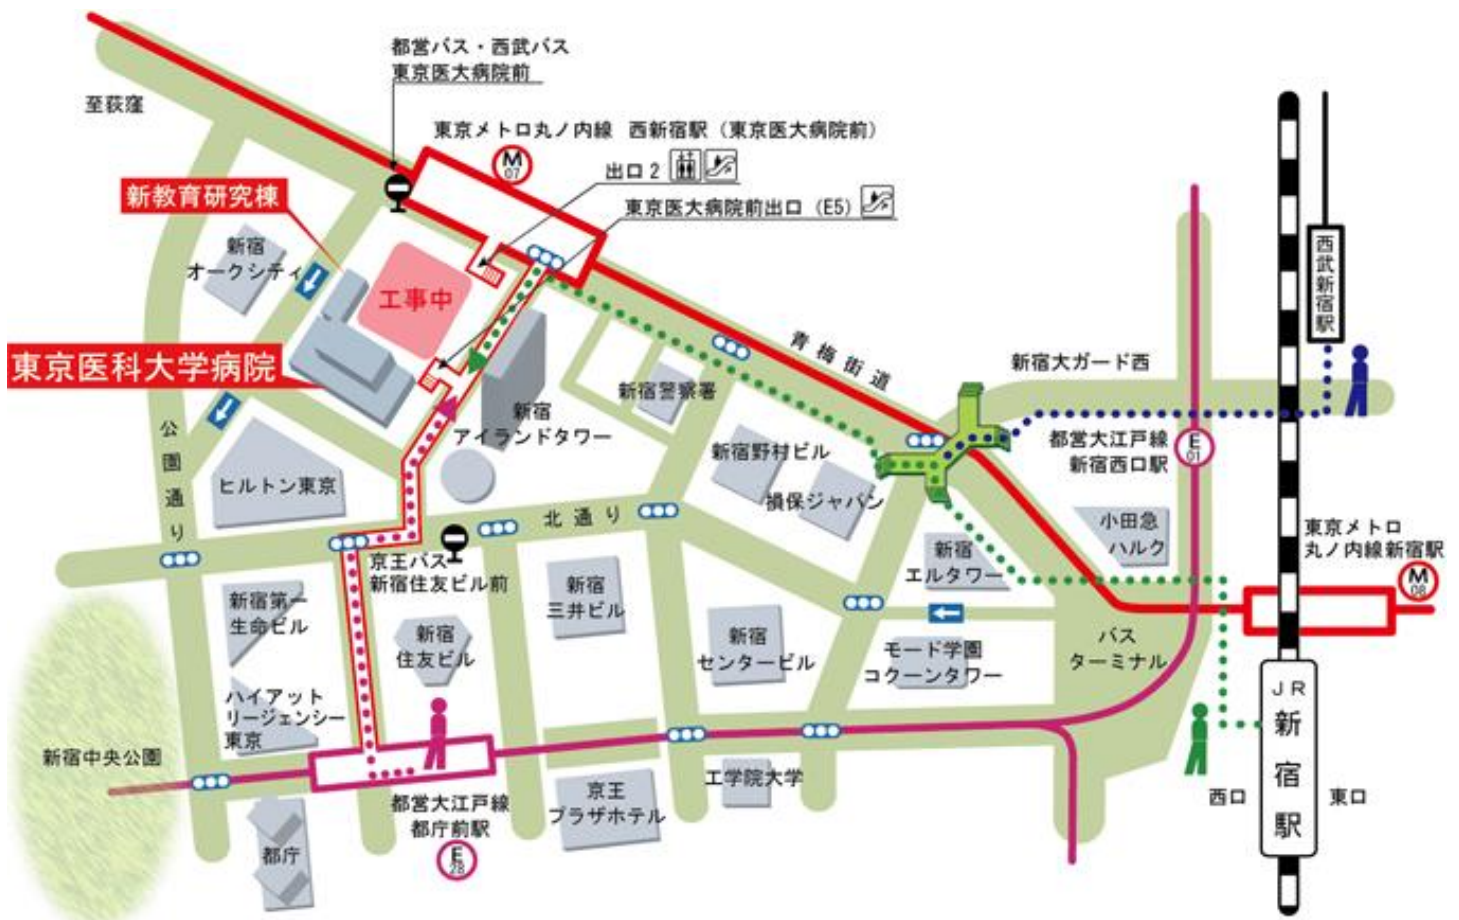 都営バス・西武バス
東京医大病院前
至荻窪
東京メトロ丸ノ内線 西新宿駅（東京医大病院前）
M
07
出口2
東京医大病院前出口（E5）
新教育研究棟
新宿
オークシティ
工事中
西武新宿駅
青梅街道
新宿大ガード西
東京医科大学病院
新宿警察署
新宿
アイランドタワー
公園通り
都営大江戸線
新宿西口駅
E
01
新宿野村ビル
損保ジャパン
ヒルトン東京
北通り
小田急
ハルク
東京メトロ
丸ノ内線新宿駅
M
08
新宿
エルタワー
京王バス
新宿住友ビル前
新宿
三井ビル
新宿第一
生命ビル
新宿
住友ビル
新宿
センタービル
モード学園
コクーンタワー
バス
ターミナル
ハイアット
リージェンシー
東京
JR
新宿駅
新宿中央公園
工学院大学
京王
プラザホテル
西口
東口
都営大江戸線
都庁前駅
E
28
都庁